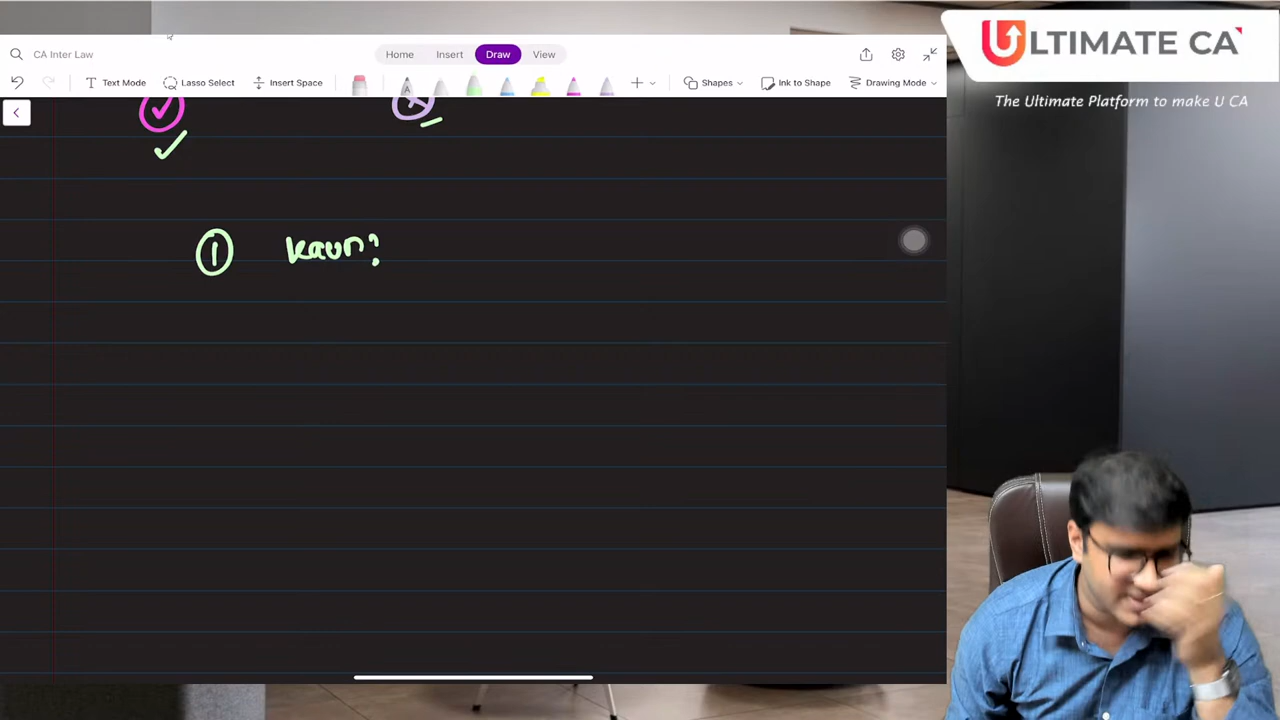 ULTIMATE CA
The Ultimate Platform to make U CA
CA Inter Law
Home Insert Draw View
Text Mode Lasso Select Insert Space A Shapes Ink to Shape Drawing Mode
① kaun?